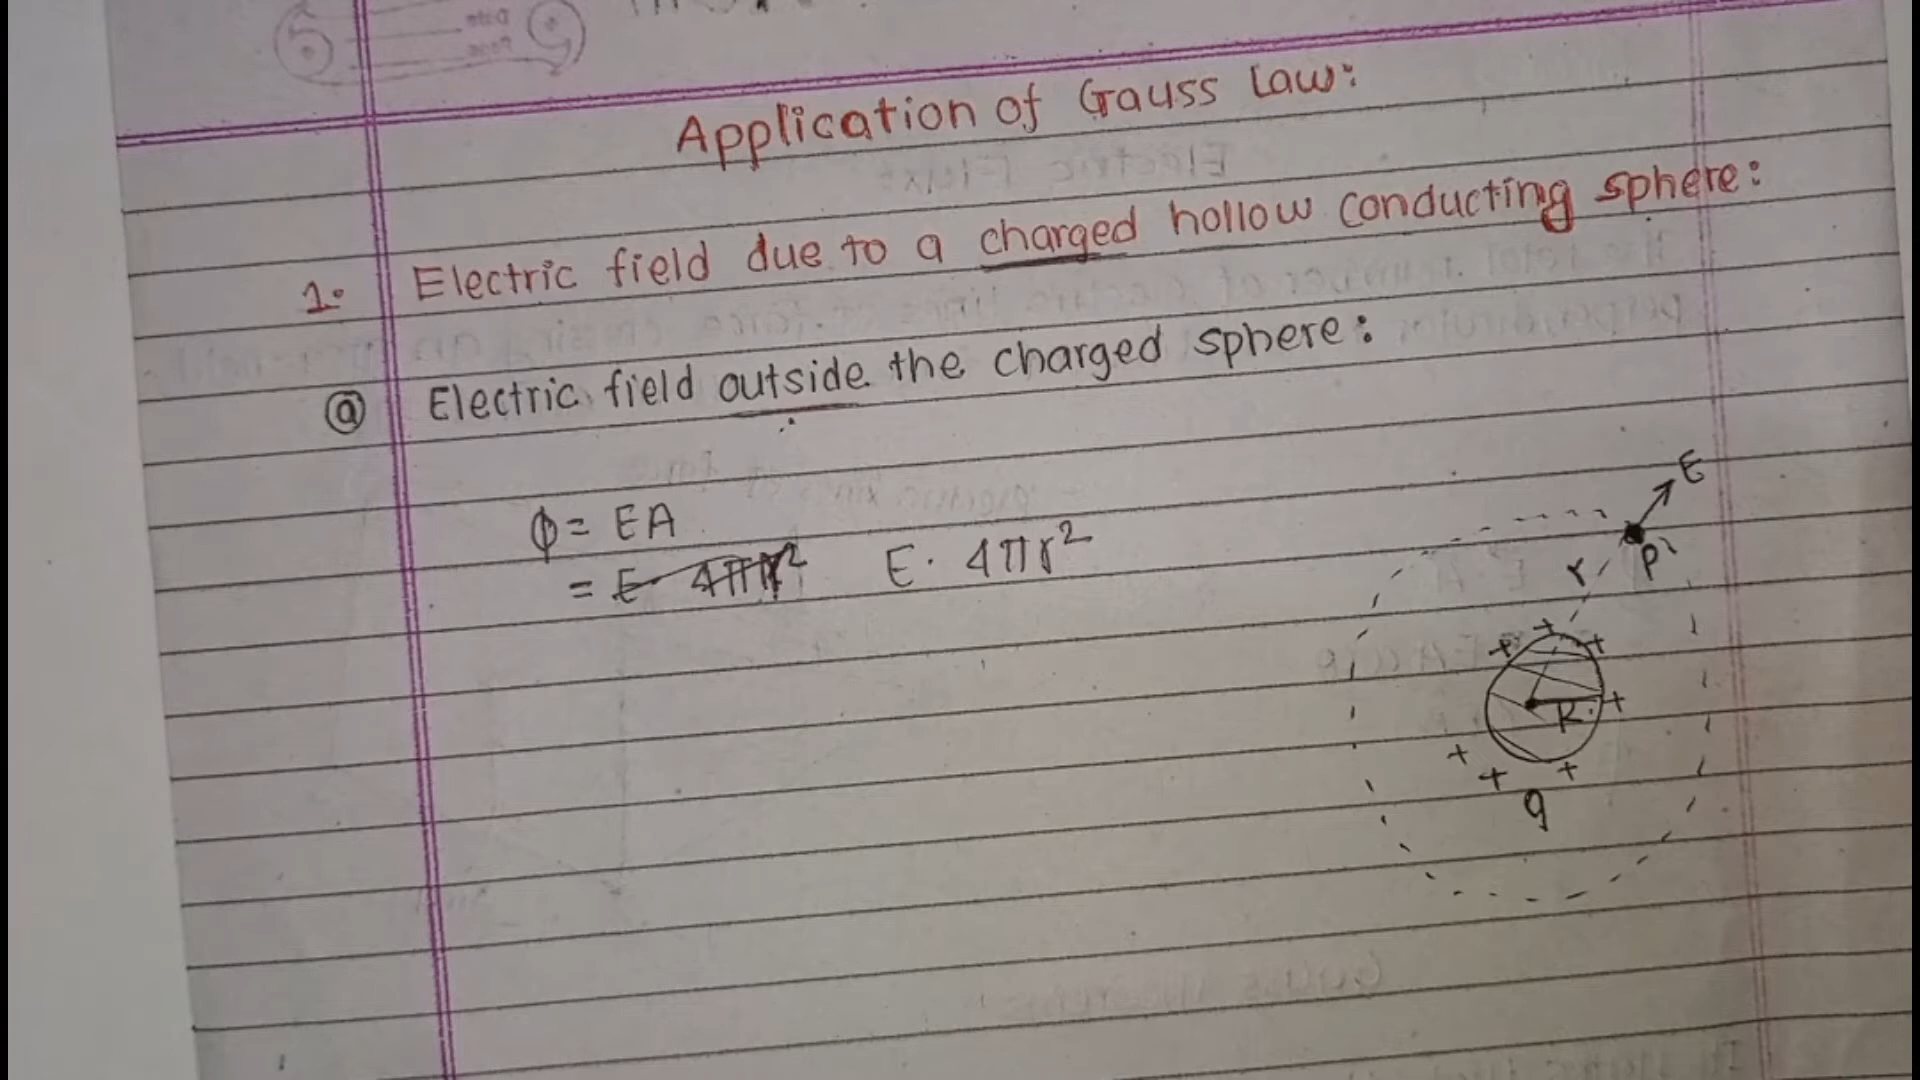 Application of Gauss Law:
1. Electric field due to a charged hollow conducting sphere:
ⓐ Electric field outside the charged sphere:
ϕ = EA
= E 4πr² E. 4πr²
E
P
r
+ + +
+ R. +
+ + +
q